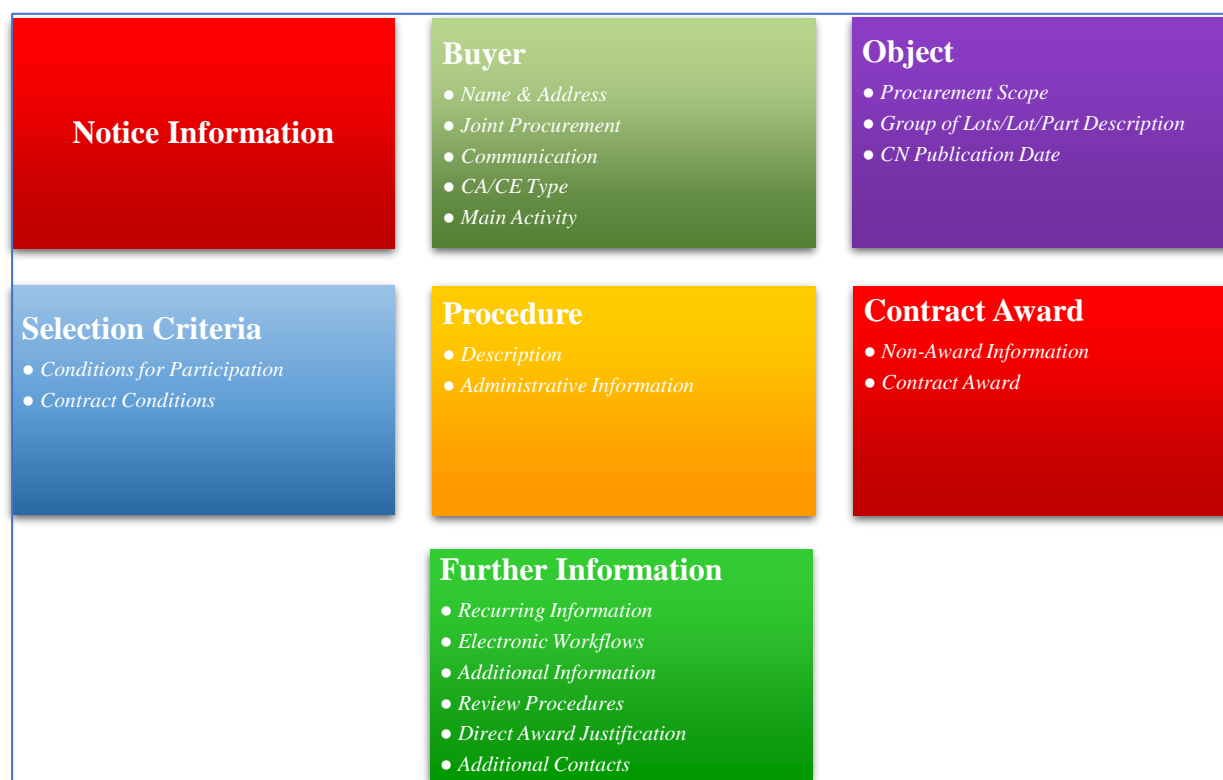 Notice Information
Buyer
● Name & Address
● Joint Procurement
● Communication
● CA/CE Type
● Main Activity
Object
● Procurement Scope
● Group of Lots/Lot/Part Description
● CN Publication Date
Selection Criteria
● Conditions for Participation
● Contract Conditions
Procedure
● Description
● Administrative Information
Contract Award
● Non-Award Information
● Contract Award
Further Information
● Recurring Information
● Electronic Workflows
● Additional Information
● Review Procedures
● Direct Award Justification
● Additional Contacts